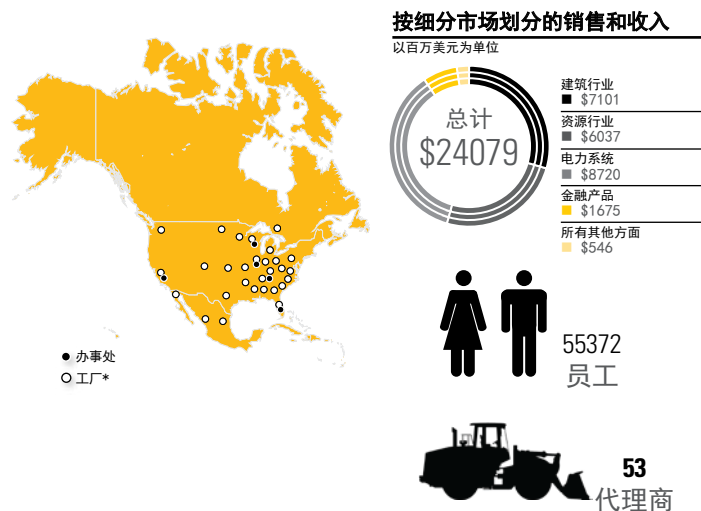 按细分市场划分的销售和收入
以百万美元为单位
总计
$24079
建筑行业
$7101
资源行业
$6037
电力系统
$8720
金融产品
$1675
所有其他方面
$546
办事处
工厂*
55372
员工
53
代理商